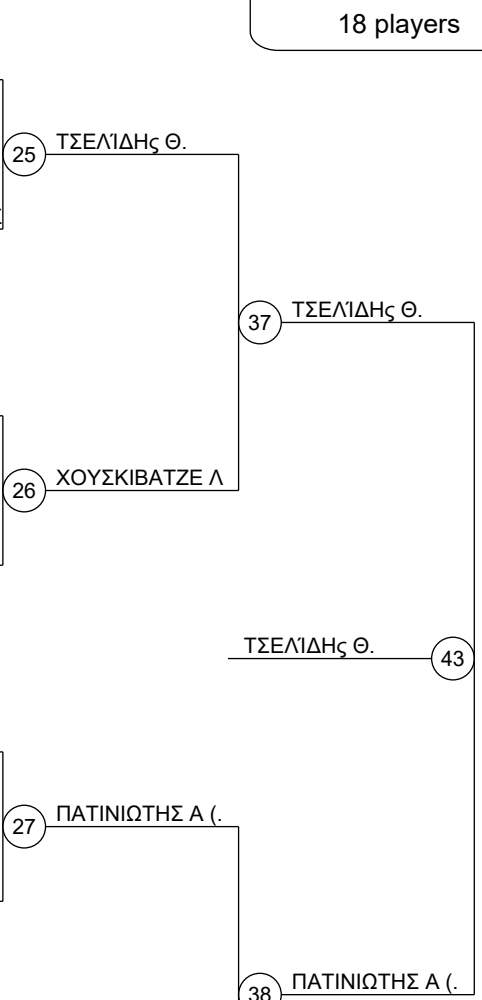 18 players
25 ΤΣΕΛΊΔΗς Θ.
37 ΤΣΕΛΊΔΗς Θ.
26 ΧΟΥΣΚΙΒΑΤΖΕ Λ
ΤΣΕΛΊΔΗς Θ. 43
27 ΠΑΤΙΝΙΩΤΗΣ Α (.
38 ΠΑΤΙΝΙΩΤΗΣ Α (.